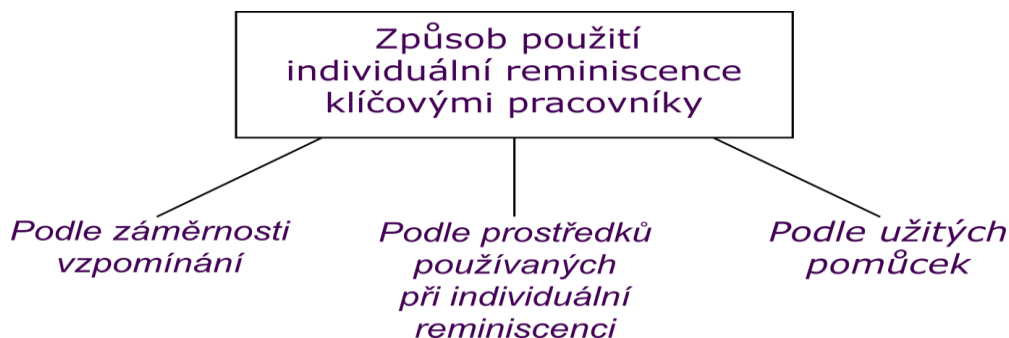 Způsob použití
individuální reminiscence
klíčovými pracovníky
Podle záměrnosti
vzpomínání
Podle prostředků
používaných
při individuální
reminiscenci
Podle užitých
pomůcek